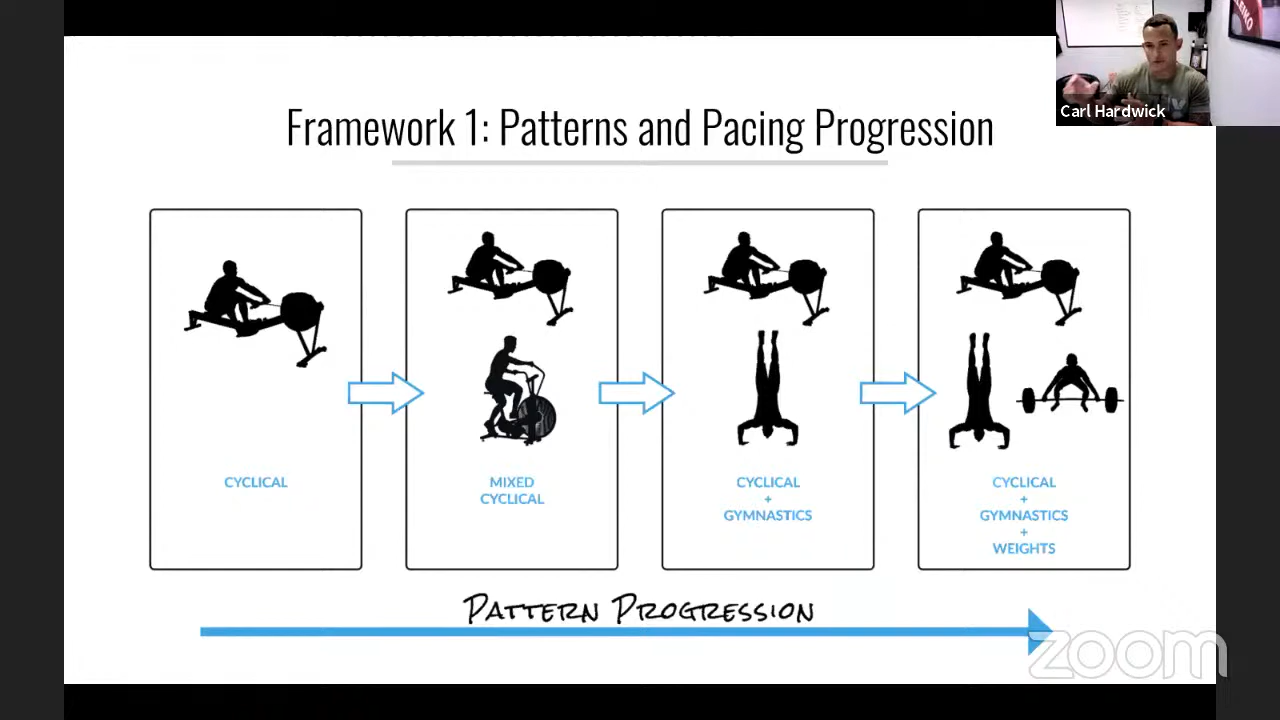 Carl Hardwick
Framework 1: Patterns and Pacing Progression
CYCLICAL
MIXED
CYCLICAL
CYCLICAL
+
GYMNASTICS
CYCLICAL
+
GYMNASTICS
+
WEIGHTS
PATTERN PROGRESSION
zoom